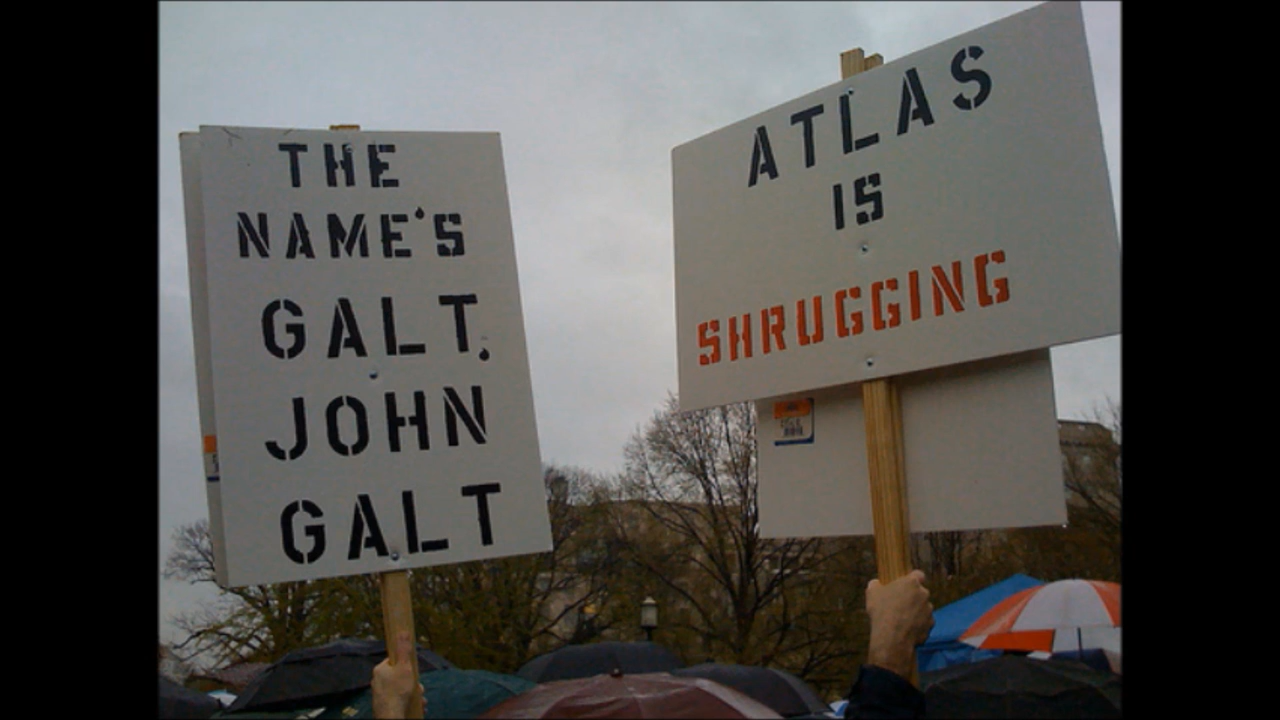 THE
NAME'S
GALT.
JOHN
GALT
ATLAS
IS
SHRUGGING